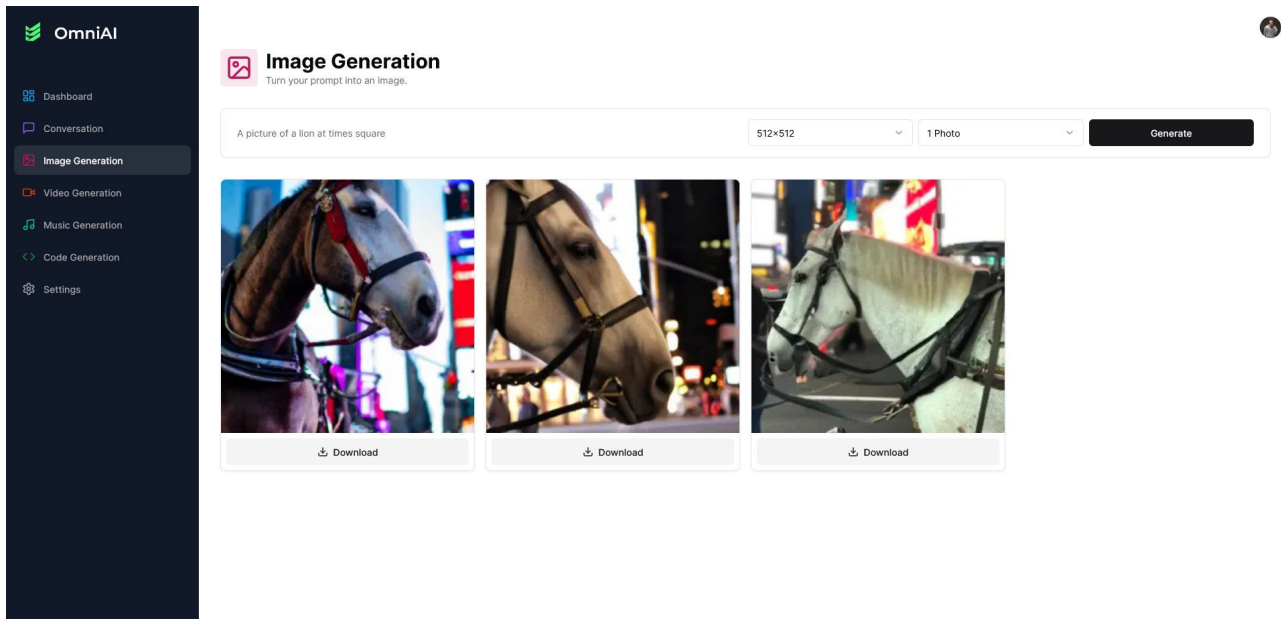 OmniAI
Dashboard
Conversation
Image Generation
Video Generation
Music Generation
Code Generation
Settings
Image Generation
Turn your prompt into an image.
A picture of a lion at times square
512×512
1 Photo
Generate
Download
Download
Download